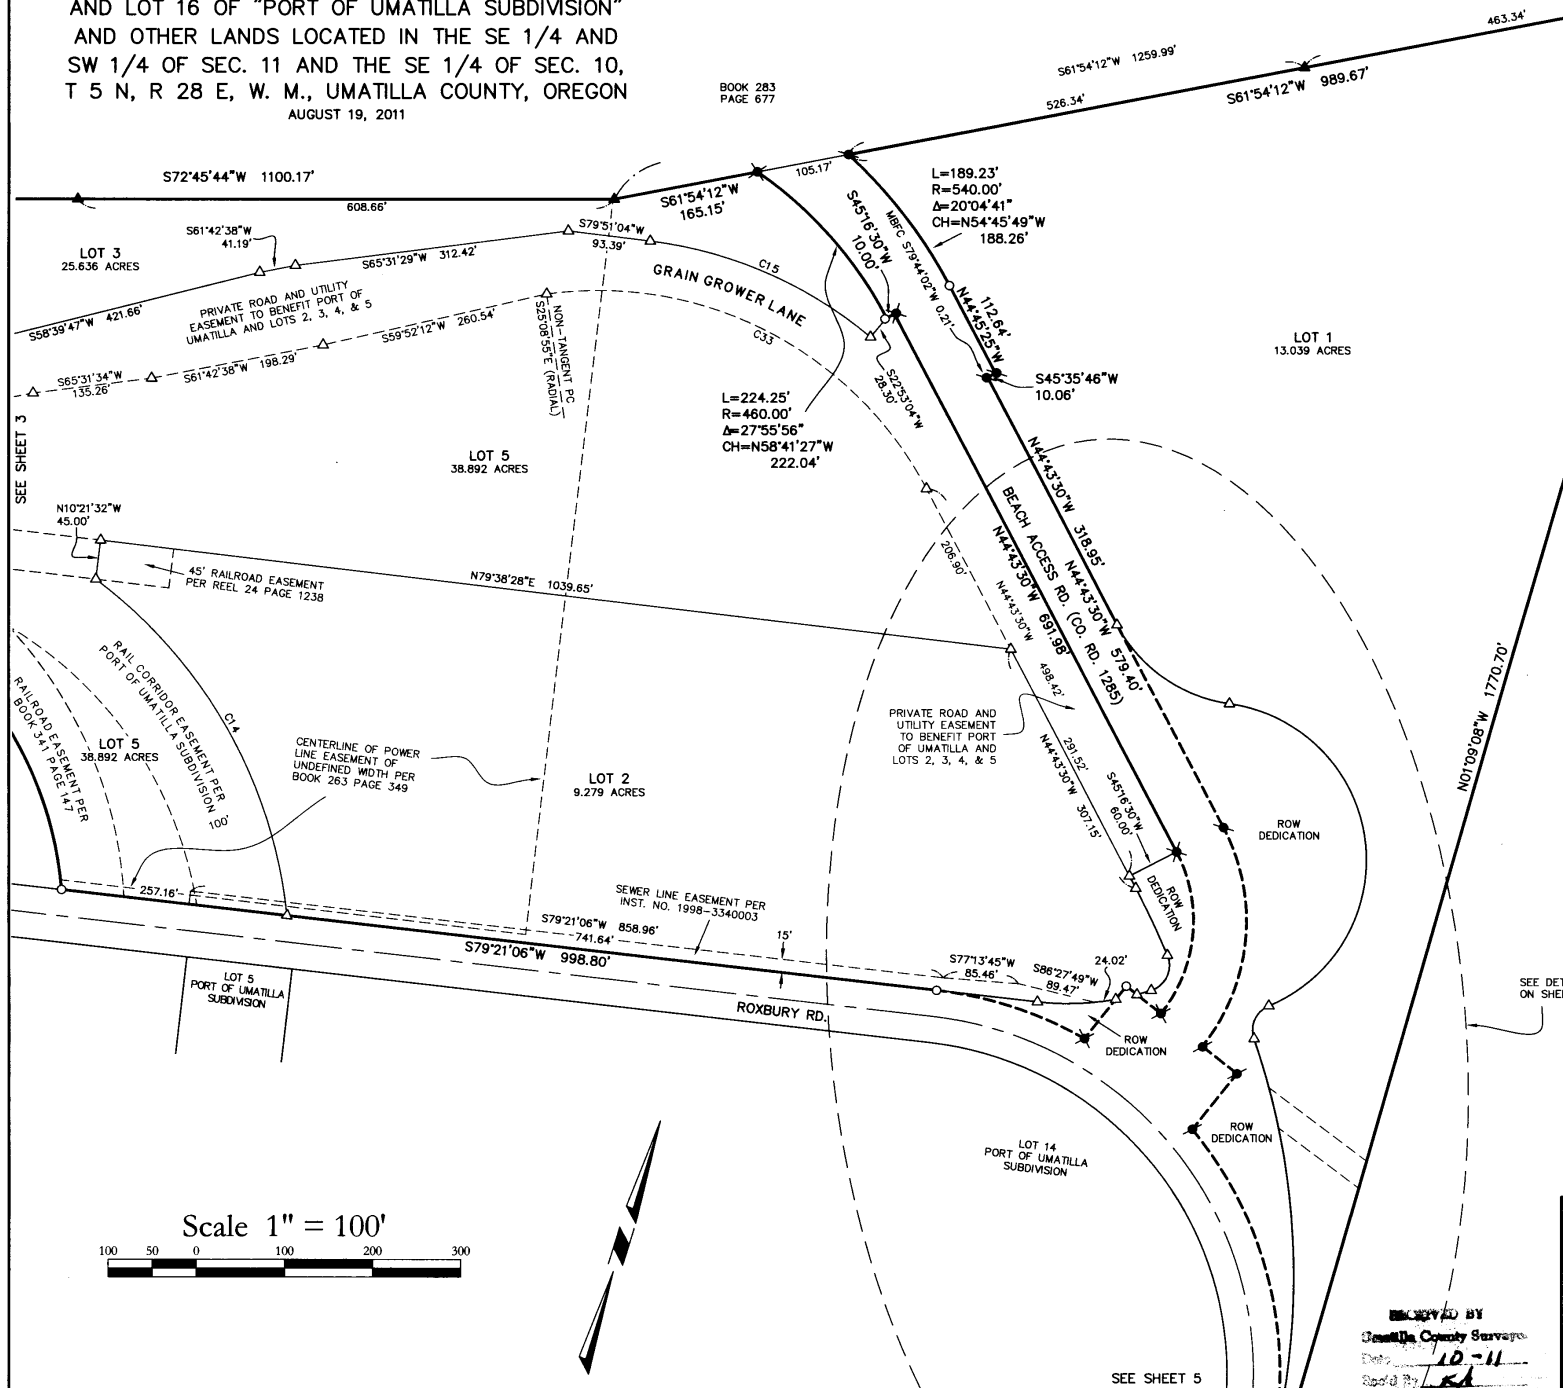 AND LOT 16 OF "PORT OF UMATILLA SUBDIVISION"
AND OTHER LANDS LOCATED IN THE SE 1/4 AND
SW 1/4 OF SEC. 11 AND THE SE 1/4 OF SEC. 10,
T 5 N, R 28 E, W. M., UMATILLA COUNTY, OREGON
AUGUST 19, 2011
BOOK 283
PAGE 677
S61°54'12"W 1259.99'
463.34'
526.34'
S61°54'12"W 989.67'
S72°45'44"W 1100.17'
608.66'
S61°54'12"W
165.15'
105.17'
L=189.23'
R=540.00'
Δ=20°04'41"
CH=N54°45'49"W
188.26'
S45°16'30"W
10.00'
MBFC S79°44'02"W 0.21'
112.64'
N44°45'25"W
S45°35'46"W
10.06'
LOT 1
13.039 ACRES
LOT 3
25.636 ACRES
S61°42'38"W
41.19'
S65°31'29"W 312.42'
S79°51'04"W
93.39'
C15
GRAIN GROWER LANE
C33
PRIVATE ROAD AND UTILITY
EASEMENT TO BENEFIT PORT OF
UMATILLA AND LOTS 2, 3, 4, & 5
S58°39'47"W 421.66'
S65°31'34"W
135.26'
S61°42'38"W 198.29'
S59°52'12"W 260.54'
NON-TANGENT PC
S25°08'55"E (RADIAL)
S22°53'04"W
28.30'
L=224.25'
R=460.00'
Δ=27°55'56"
CH=N58°41'27"W
222.04'
SEE SHEET 3
LOT 5
38.892 ACRES
N10°21'32"W
45.00'
45' RAILROAD EASEMENT
PER REEL 24 PAGE 1238
N79°38'28"E 1039.65'
N44°43'30"W 318.95'
BEACH ACCESS RD. (CO. RD. 1285)
N44°43'30"W 691.98'
N44°43'30"W 579.40'
206.90'
N44°43'30"W 498.42'
291.52'
N44°43'30"W 307.15'
S45°16'30"W
60.00'
PRIVATE ROAD AND
UTILITY EASEMENT
TO BENEFIT PORT
OF UMATILLA AND
LOTS 2, 3, 4, & 5
N01°09'08"W 1770.70'
RAIL CORRIDOR EASEMENT PER
PORT OF UMATILLA SUBDIVISION
100'
C14
RAILROAD EASEMENT PER
BOOK 341 PAGE 147
LOT 5
38.892 ACRES
CENTERLINE OF POWER
LINE EASEMENT OF
UNDEFINED WIDTH PER
BOOK 263 PAGE 349
LOT 2
9.279 ACRES
ROW
DEDICATION
ROW
DEDICATION
257.16'
SEWER LINE EASEMENT PER
INST. NO. 1998-3340003
S79°21'06"W 858.96'
741.64'
S79°21'06"W 998.80'
15'
S77°13'45"W
85.46'
S86°27'49"W
89.47'
24.02'
LOT 5
PORT OF UMATILLA
SUBDIVISION
ROXBURY RD.
ROW
DEDICATION
SEE DET
ON SHE
ROW
DEDICATION
LOT 14
PORT OF UMATILLA
SUBDIVISION
Scale 1" = 100'
100 50 0 100 200 300
RECEIVED BY
Umatilla County Surveyo
Date 10-11
Rec'd By
SEE SHEET 5